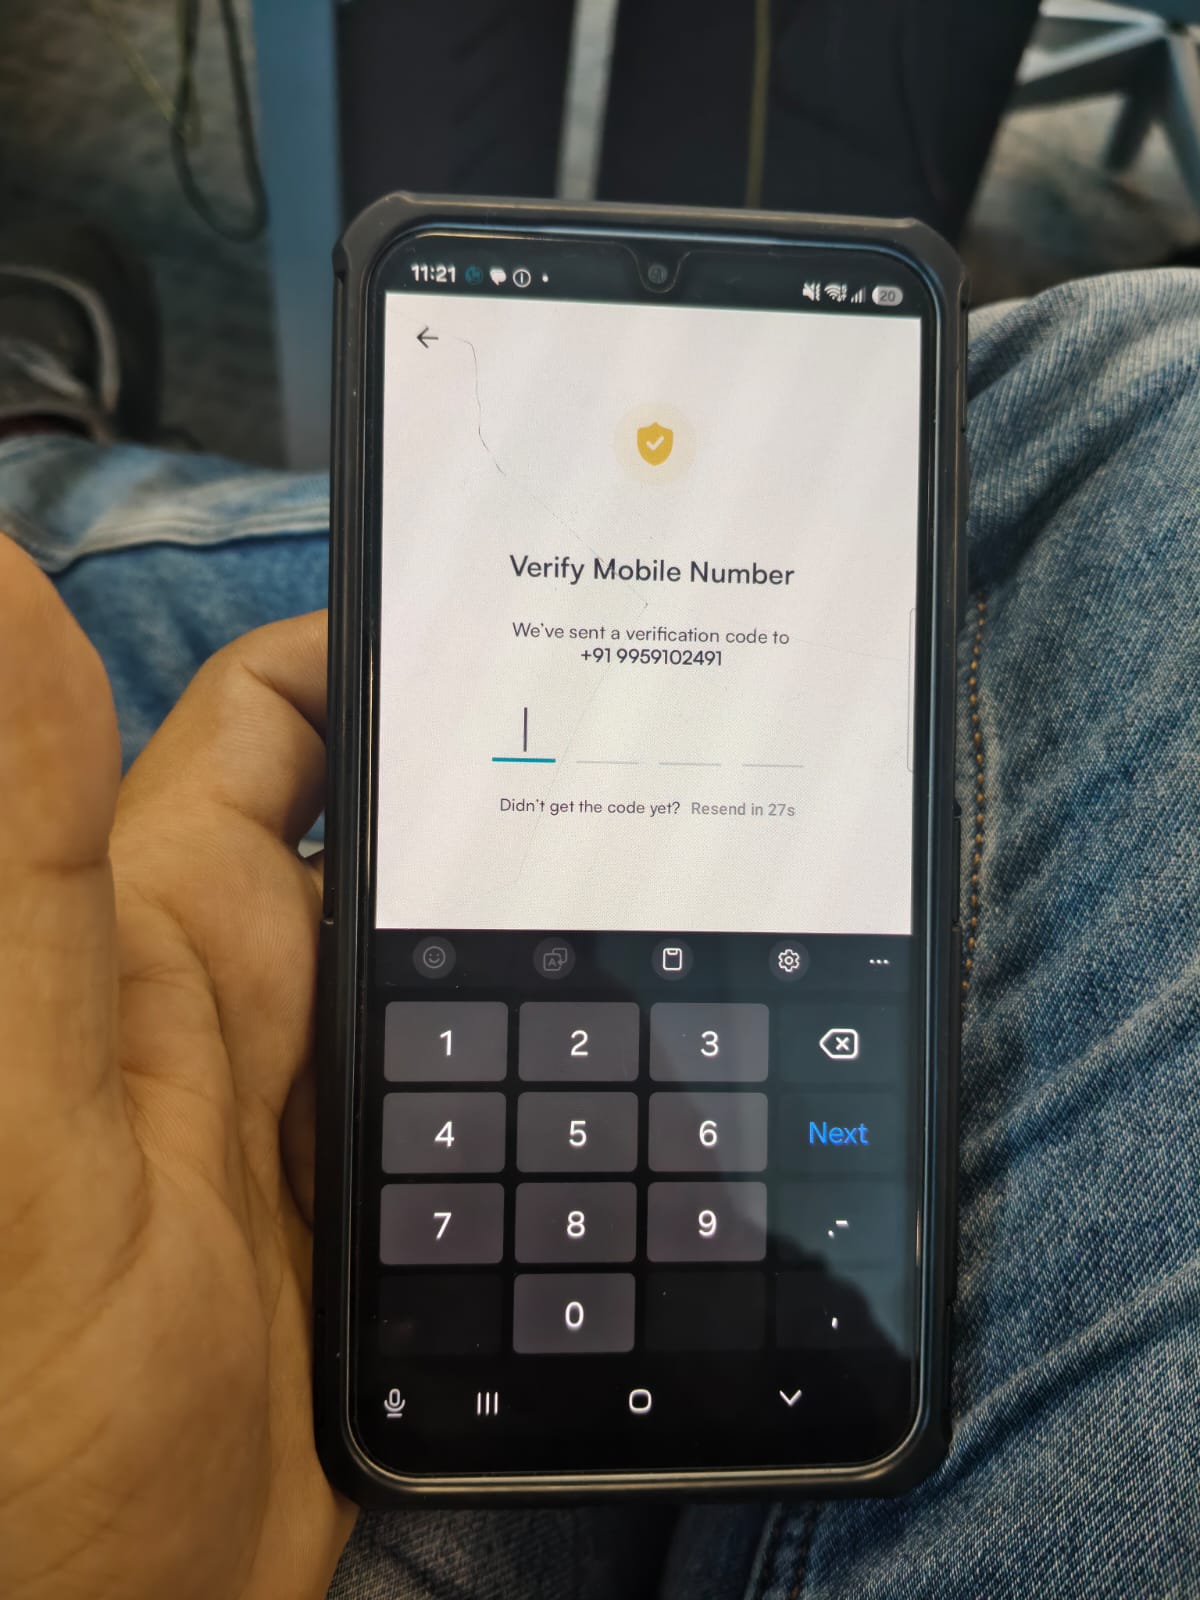 11:21
20
Verify Mobile Number
We've sent a verification code to
+91 9959102491
Didn't get the code yet? Resend in 27s
1 2 3
4 5 6 Next
7 8 9 .-
0 ,